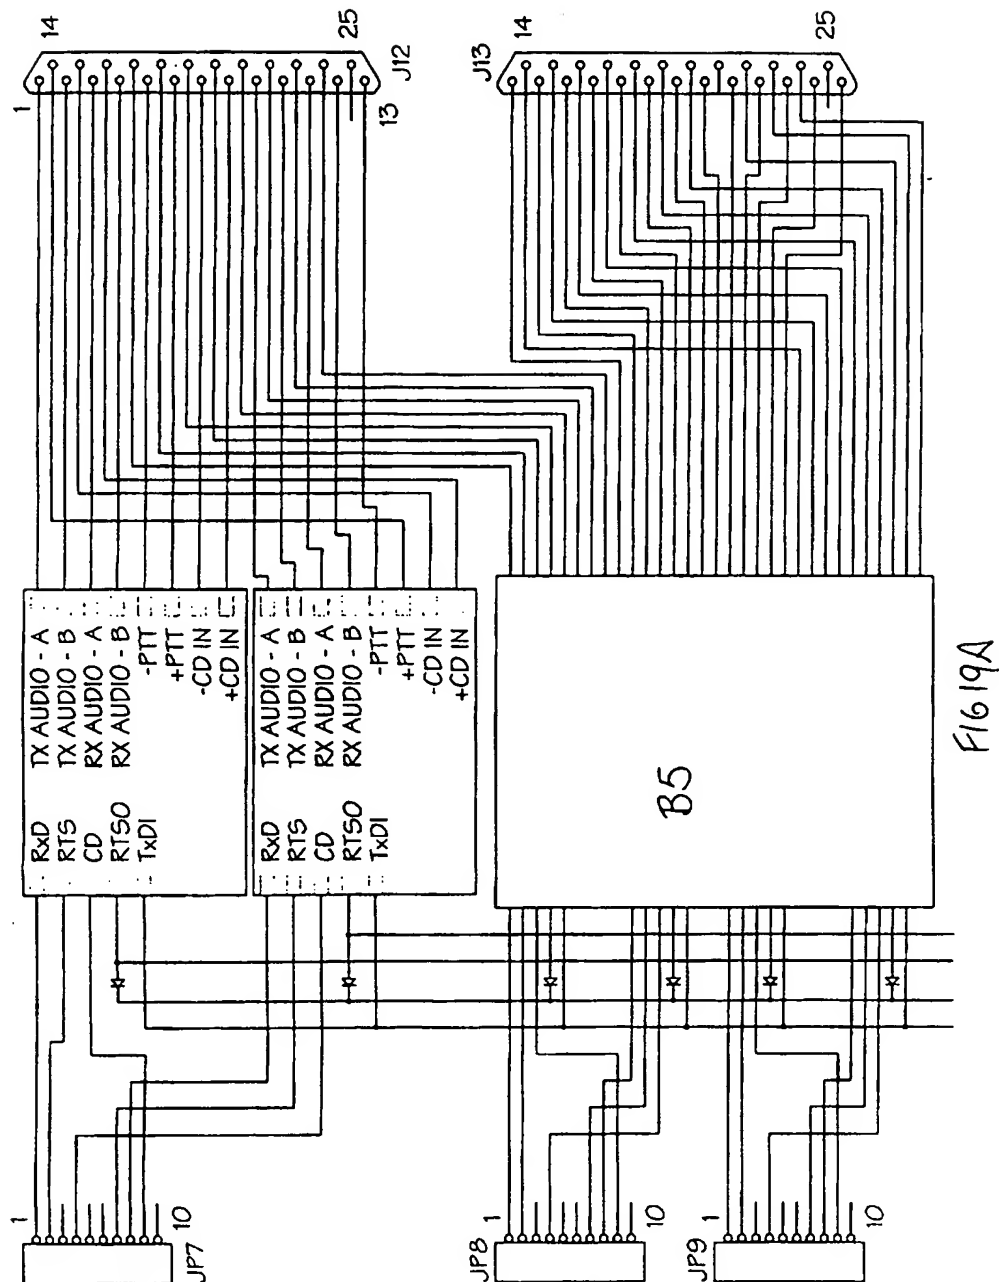 14
25
1
J12
13
J13
14
25
TX AUDIO - A
TX AUDIO - B
RX AUDIO - A
RX AUDIO - B
-PTT
+PTT
-CD IN
+CD IN
RxD
RTS
CD
RTSO
TxDI
TX AUDIO - A
TX AUDIO - B
RX AUDIO - A
RX AUDIO - B
-PTT
+PTT
-CD IN
+CD IN
RxD
RTS
CD
RTSO
TxDI
B5
1
10
JP7
1
10
JP8
1
10
JP9
FIG 19A